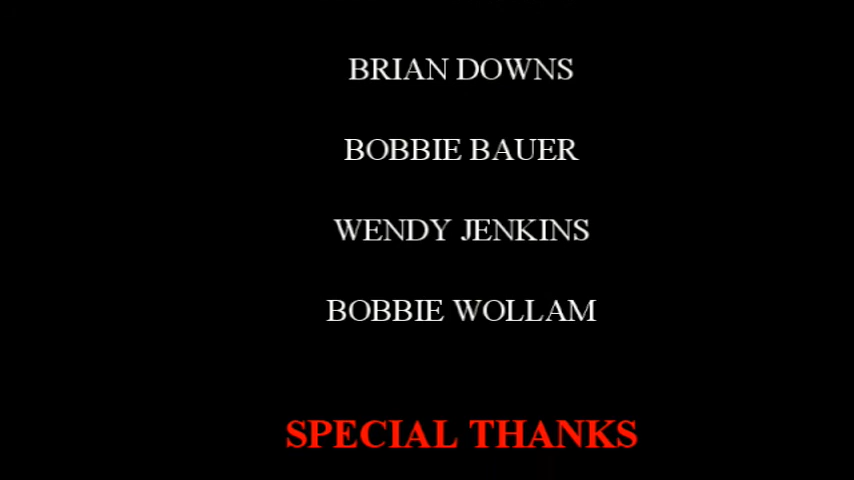 BRIAN DOWNS
BOBBIE BAUER
WENDY JENKINS
BOBBIE WOLLAM
SPECIAL THANKS